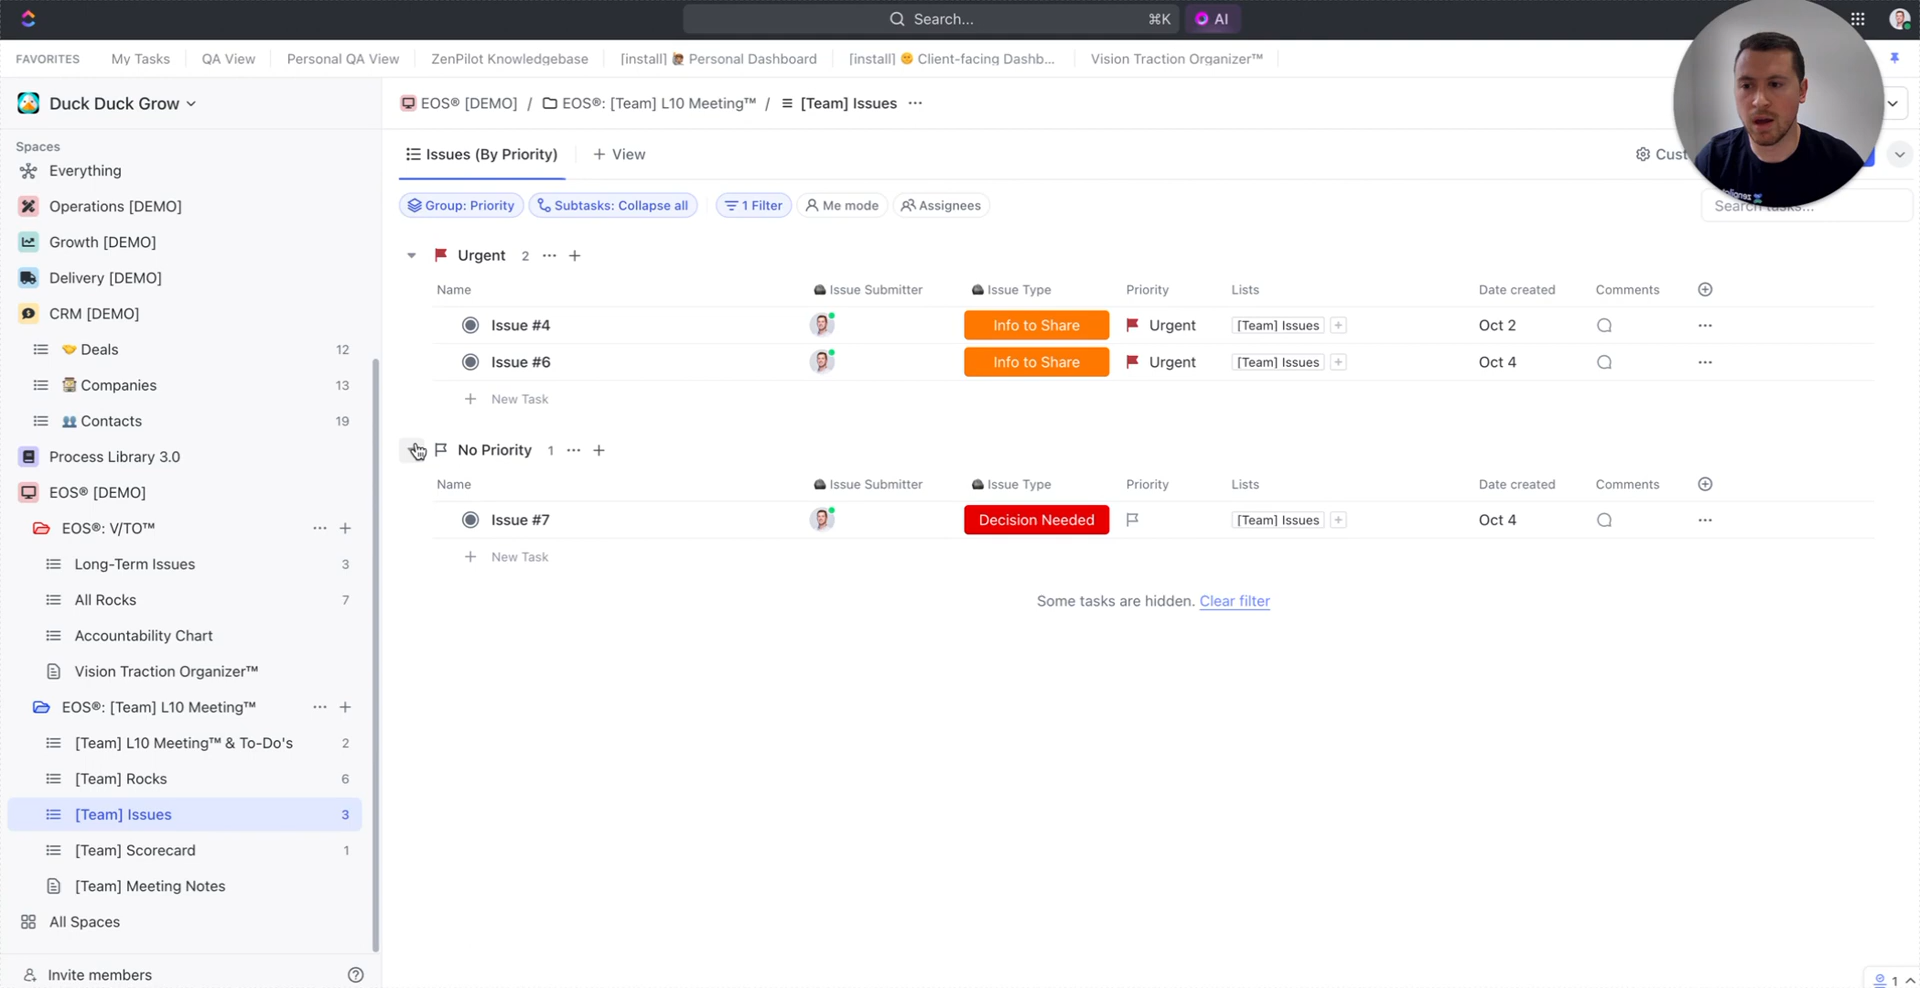 Search... ⌘K AI
FAVORITES My Tasks QA View Personal QA View ZenPilot Knowledgebase [install] Personal Dashboard [install] Client-facing Dashb... Vision Traction Organizer™
Duck Duck Grow
Spaces
Everything
Operations [DEMO]
Growth [DEMO]
Delivery [DEMO]
CRM [DEMO]
Deals 12
Companies 13
Contacts 19
Process Library 3.0
EOS® [DEMO]
EOS®: V/TO™
Long-Term Issues 3
All Rocks 7
Accountability Chart
Vision Traction Organizer™
EOS®: [Team] L10 Meeting™
[Team] L10 Meeting™ & To-Do's 2
[Team] Rocks 6
[Team] Issues 3
[Team] Scorecard 1
[Team] Meeting Notes
All Spaces
Invite members
EOS® [DEMO] / EOS®: [Team] L10 Meeting™ / [Team] Issues
Issues (By Priority) + View Cust
Group: Priority Subtasks: Collapse all 1 Filter Me mode Assignees Search tasks...
Urgent 2
Name Issue Submitter Issue Type Priority Lists Date created Comments
Issue #4 Info to Share Urgent [Team] Issues Oct 2
Issue #6 Info to Share Urgent [Team] Issues Oct 4
New Task
No Priority 1
Name Issue Submitter Issue Type Priority Lists Date created Comments
Issue #7 Decision Needed [Team] Issues Oct 4
New Task
Some tasks are hidden. Clear filter
1